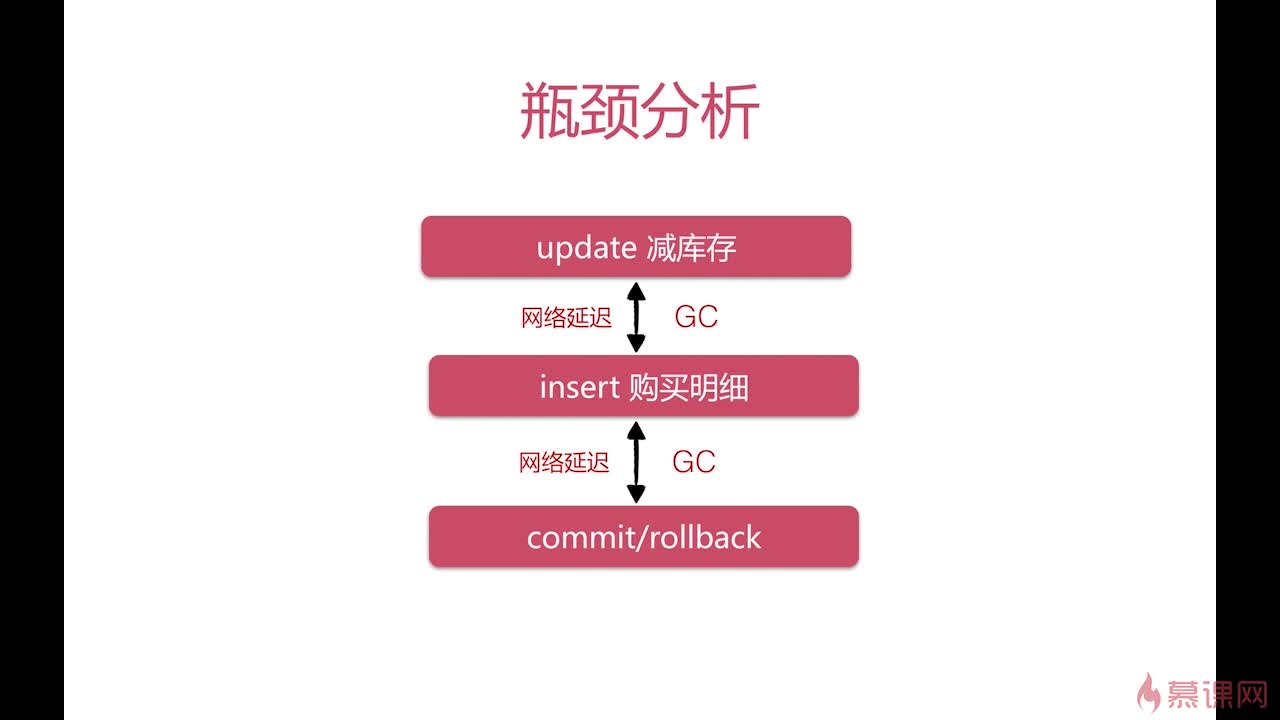 瓶颈分析
update 减库存
网络延迟 GC
insert 购买明细
网络延迟 GC
commit/rollback
慕课网